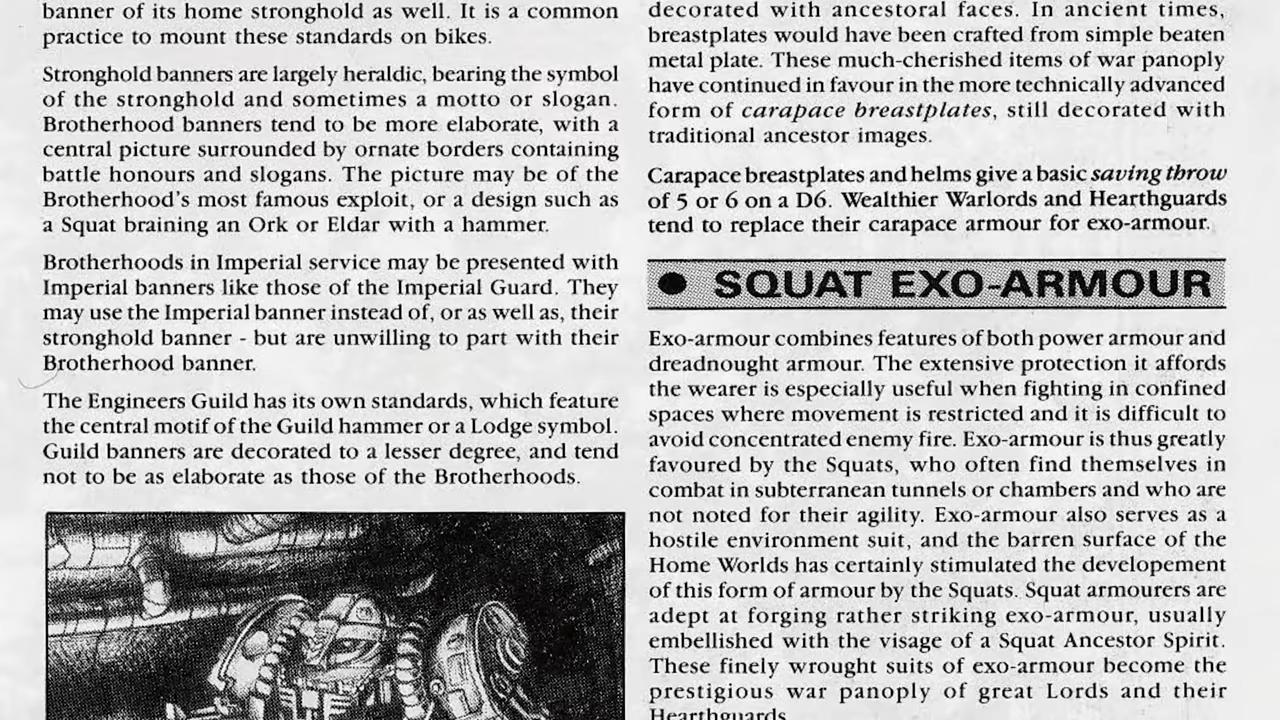 banner of its home stronghold as well. It is a common
practice to mount these standards on bikes.
Stronghold banners are largely heraldic, bearing the symbol
of the stronghold and sometimes a motto or slogan.
Brotherhood banners tend to be more elaborate, with a
central picture surrounded by ornate borders containing
battle honours and slogans. The picture may be of the
Brotherhood's most famous exploit, or a design such as
a Squat braining an Ork or Eldar with a hammer.
Brotherhoods in Imperial service may be presented with
Imperial banners like those of the Imperial Guard. They
may use the Imperial banner instead of, or as well as, their
stronghold banner - but are unwilling to part with their
Brotherhood banner.
The Engineers Guild has its own standards, which feature
the central motif of the Guild hammer or a Lodge symbol.
Guild banners are decorated to a lesser degree, and tend
not to be as elaborate as those of the Brotherhoods.
decorated with ancestoral faces. In ancient times,
breastplates would have been crafted from simple beaten
metal plate. These much-cherished items of war panoply
have continued in favour in the more technically advanced
form of carapace breastplates, still decorated with
traditional ancestor images.
Carapace breastplates and helms give a basic saving throw
of 5 or 6 on a D6. Wealthier Warlords and Hearthguards
tend to replace their carapace armour for exo-armour.
● SQUAT EXO-ARMOUR
Exo-armour combines features of both power armour and
dreadnought armour. The extensive protection it affords
the wearer is especially useful when fighting in confined
spaces where movement is restricted and it is difficult to
avoid concentrated enemy fire. Exo-armour is thus greatly
favoured by the Squats, who often find themselves in
combat in subterranean tunnels or chambers and who are
not noted for their agility. Exo-armour also serves as a
hostile environment suit, and the barren surface of the
Home Worlds has certainly stimulated the developement
of this form of armour by the Squats. Squat armourers are
adept at forging rather striking exo-armour, usually
embellished with the visage of a Squat Ancestor Spirit.
These finely wrought suits of exo-armour become the
prestigious war panoply of great Lords and their
Hearthguards.